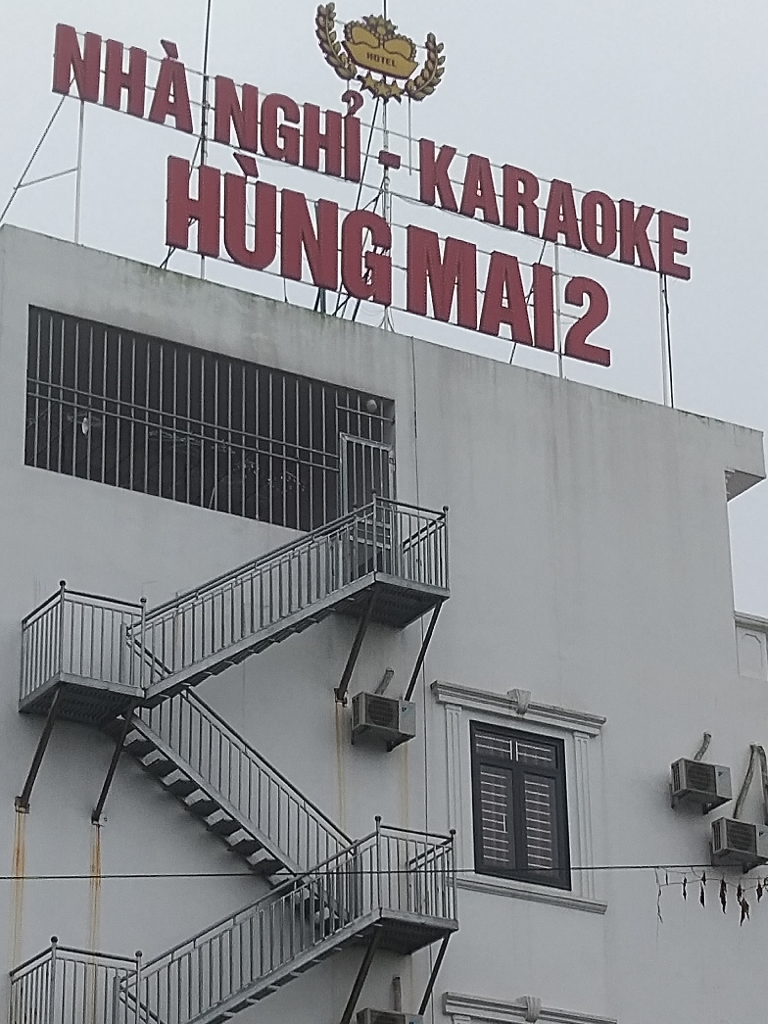 HOTEL
NHÀ NGHỈ - KARAOKE
HÙNG MAI 2